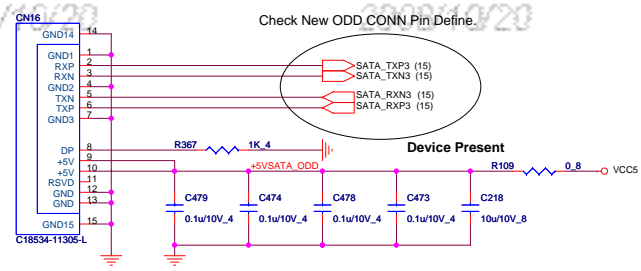 CN16
Check New ODD CONN Pin Define.
2008/10/20
GND14 14
GND1 1
RXP 2 SATA_TXP3 (15)
RXN 3 SATA_TXN3 (15)
GND2 4
TXN 5 SATA_RXN3 (15)
TXP 6 SATA_RXP3 (15)
GND3 7
DP 8 R367 1K_4 Device Present
+5V 9
+5V 10 +5VSATA_ODD R109 0_8 VCC5
RSVD 11
GND 12
GND 13
C479 C474 C478 C473 C218
0.1u/10V_4 0.1u/10V_4 0.1u/10V_4 0.1u/10V_4 10u/10V_8
GND15 15
C18534-11305-L